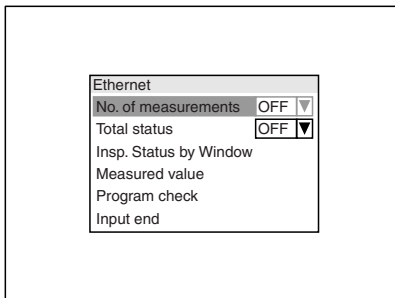 Ethernet
No. of measurements OFF
Total status OFF
Insp. Status by Window
Measured value
Program check
Input end